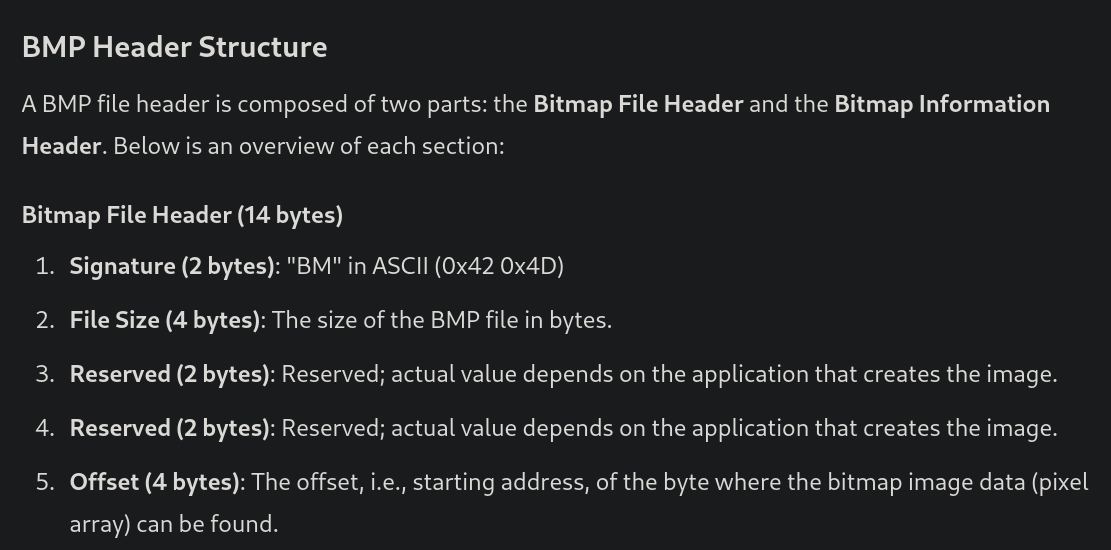 BMP Header Structure
A BMP file header is composed of two parts: the Bitmap File Header and the Bitmap Information
Header. Below is an overview of each section:
Bitmap File Header (14 bytes)
1. Signature (2 bytes): "BM" in ASCII (0x42 0x4D)
2. File Size (4 bytes): The size of the BMP file in bytes.
3. Reserved (2 bytes): Reserved; actual value depends on the application that creates the image.
4. Reserved (2 bytes): Reserved; actual value depends on the application that creates the image.
5. Offset (4 bytes): The offset, i.e., starting address, of the byte where the bitmap image data (pixel
array) can be found.